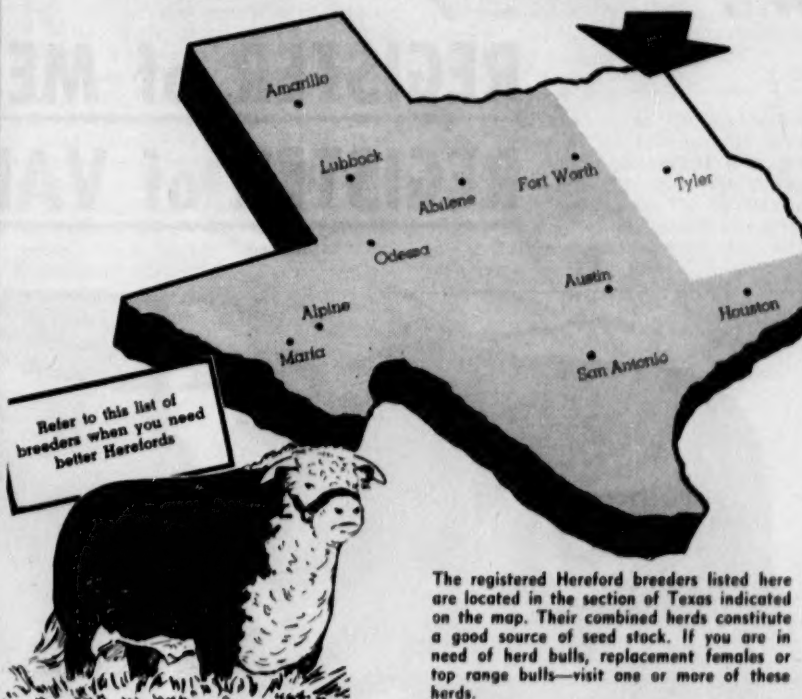 Amarillo
Lubbock
Abilene
Fort Worth
Tyler
Odessa
Austin
Houston
Alpine
Marfa
San Antonio
Refer to this list of
breeders when you need
better Herefords
The registered Hereford breeders listed here
are located in the section of Texas indicated
on the map. Their combined herds constitute
a good source of seed stock. If you are in
need of herd bulls, replacement females or
top range bulls—visit one or more of these
herds.